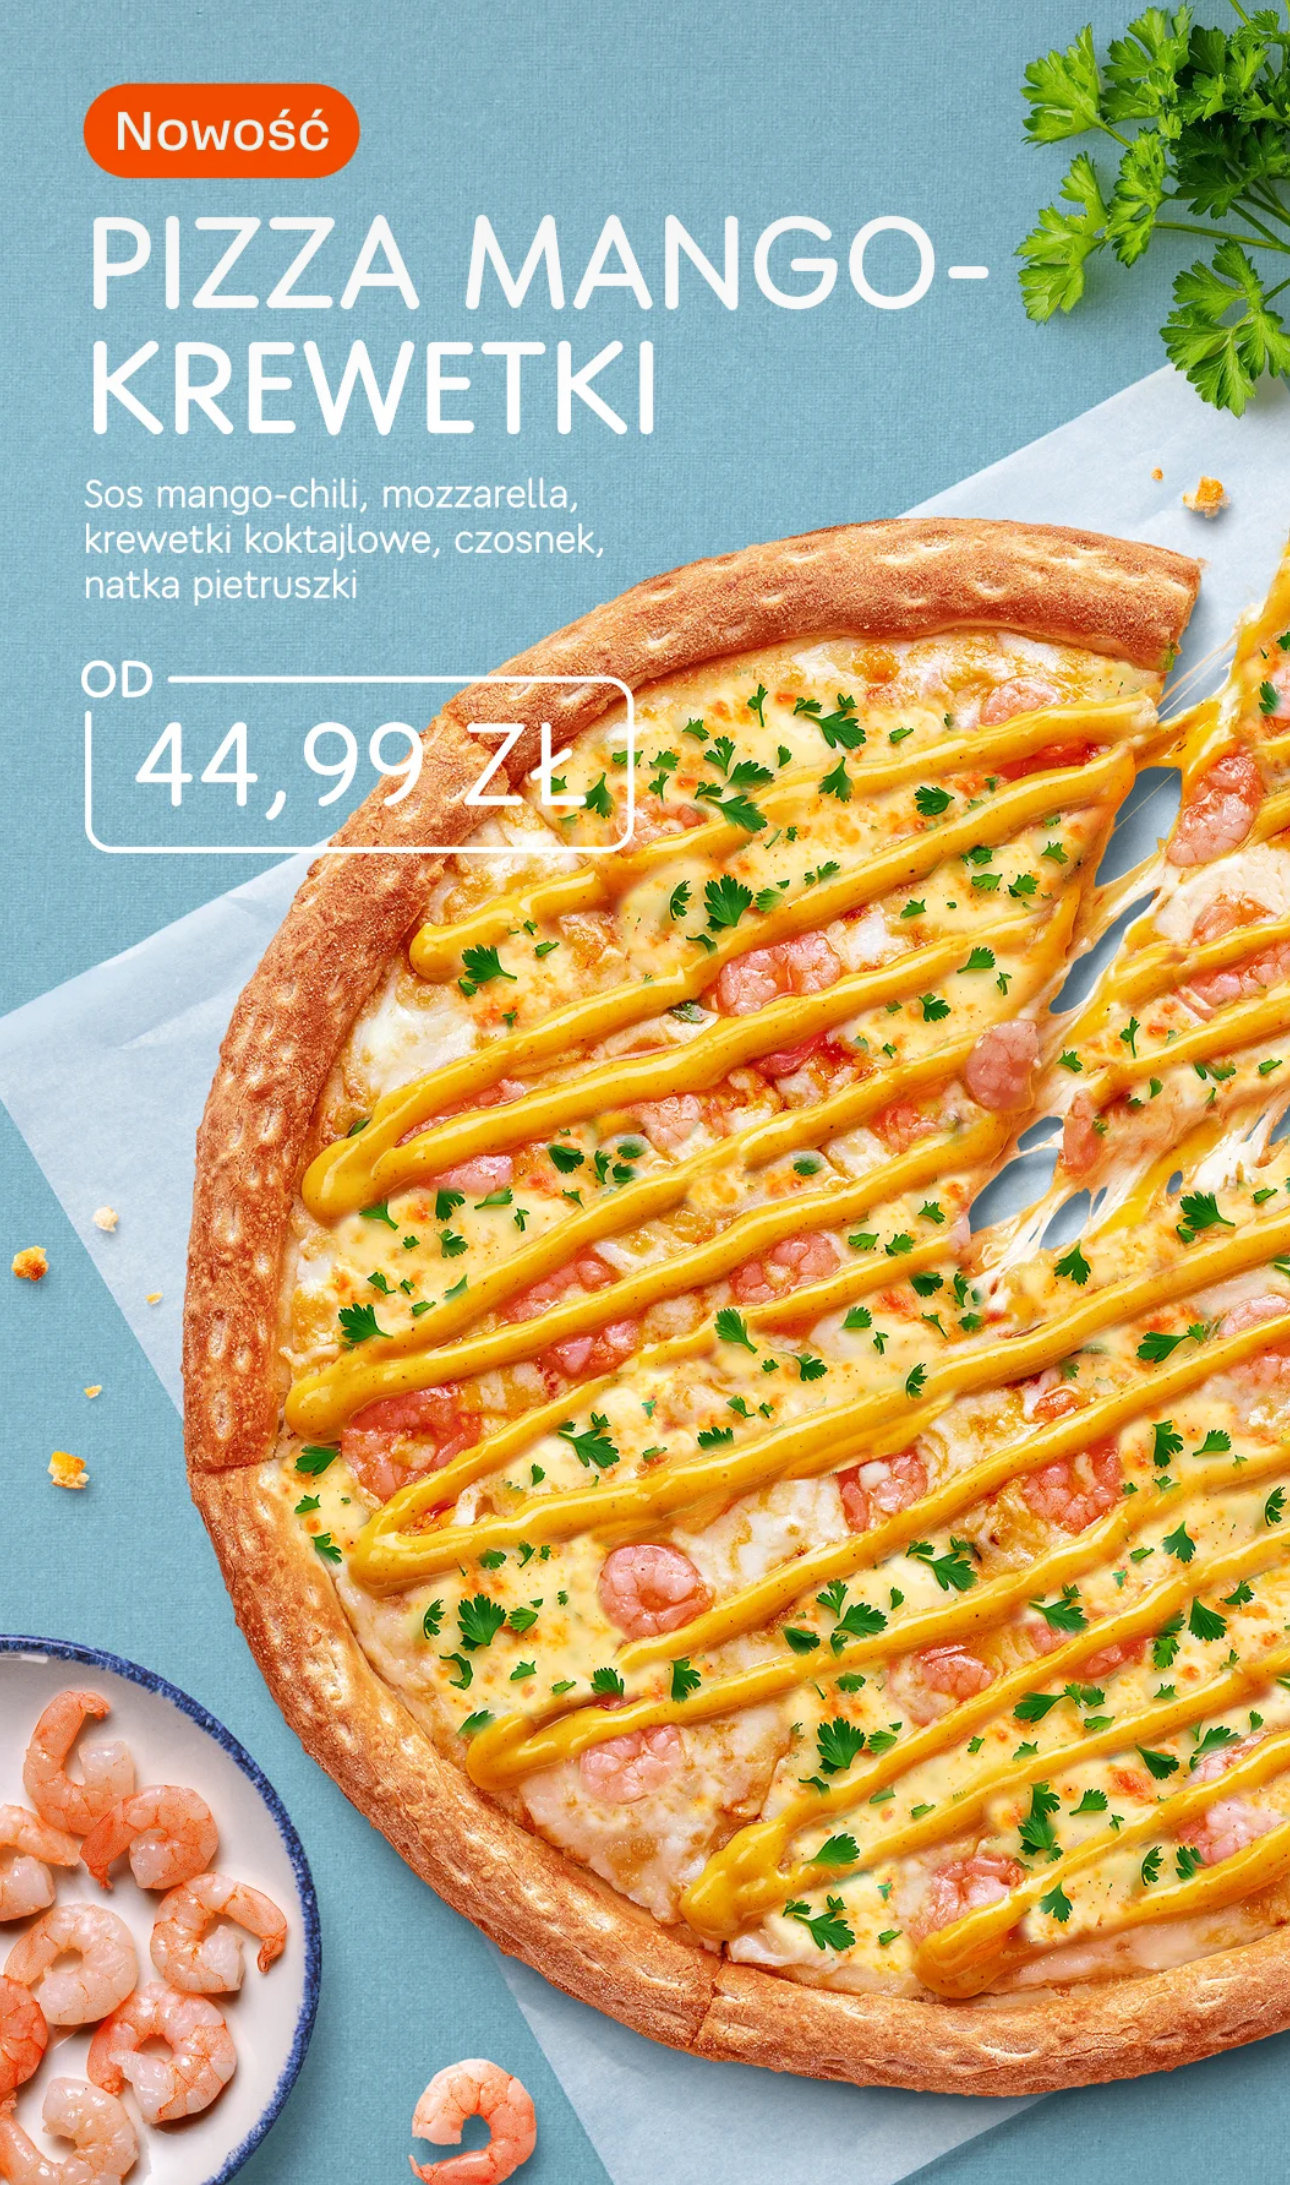 Nowość
PIZZA MANGO-
KREWETKI
Sos mango-chili, mozzarella,
krewetki koktajlowe, czosnek,
natka pietruszki
OD
44,99 ZŁ